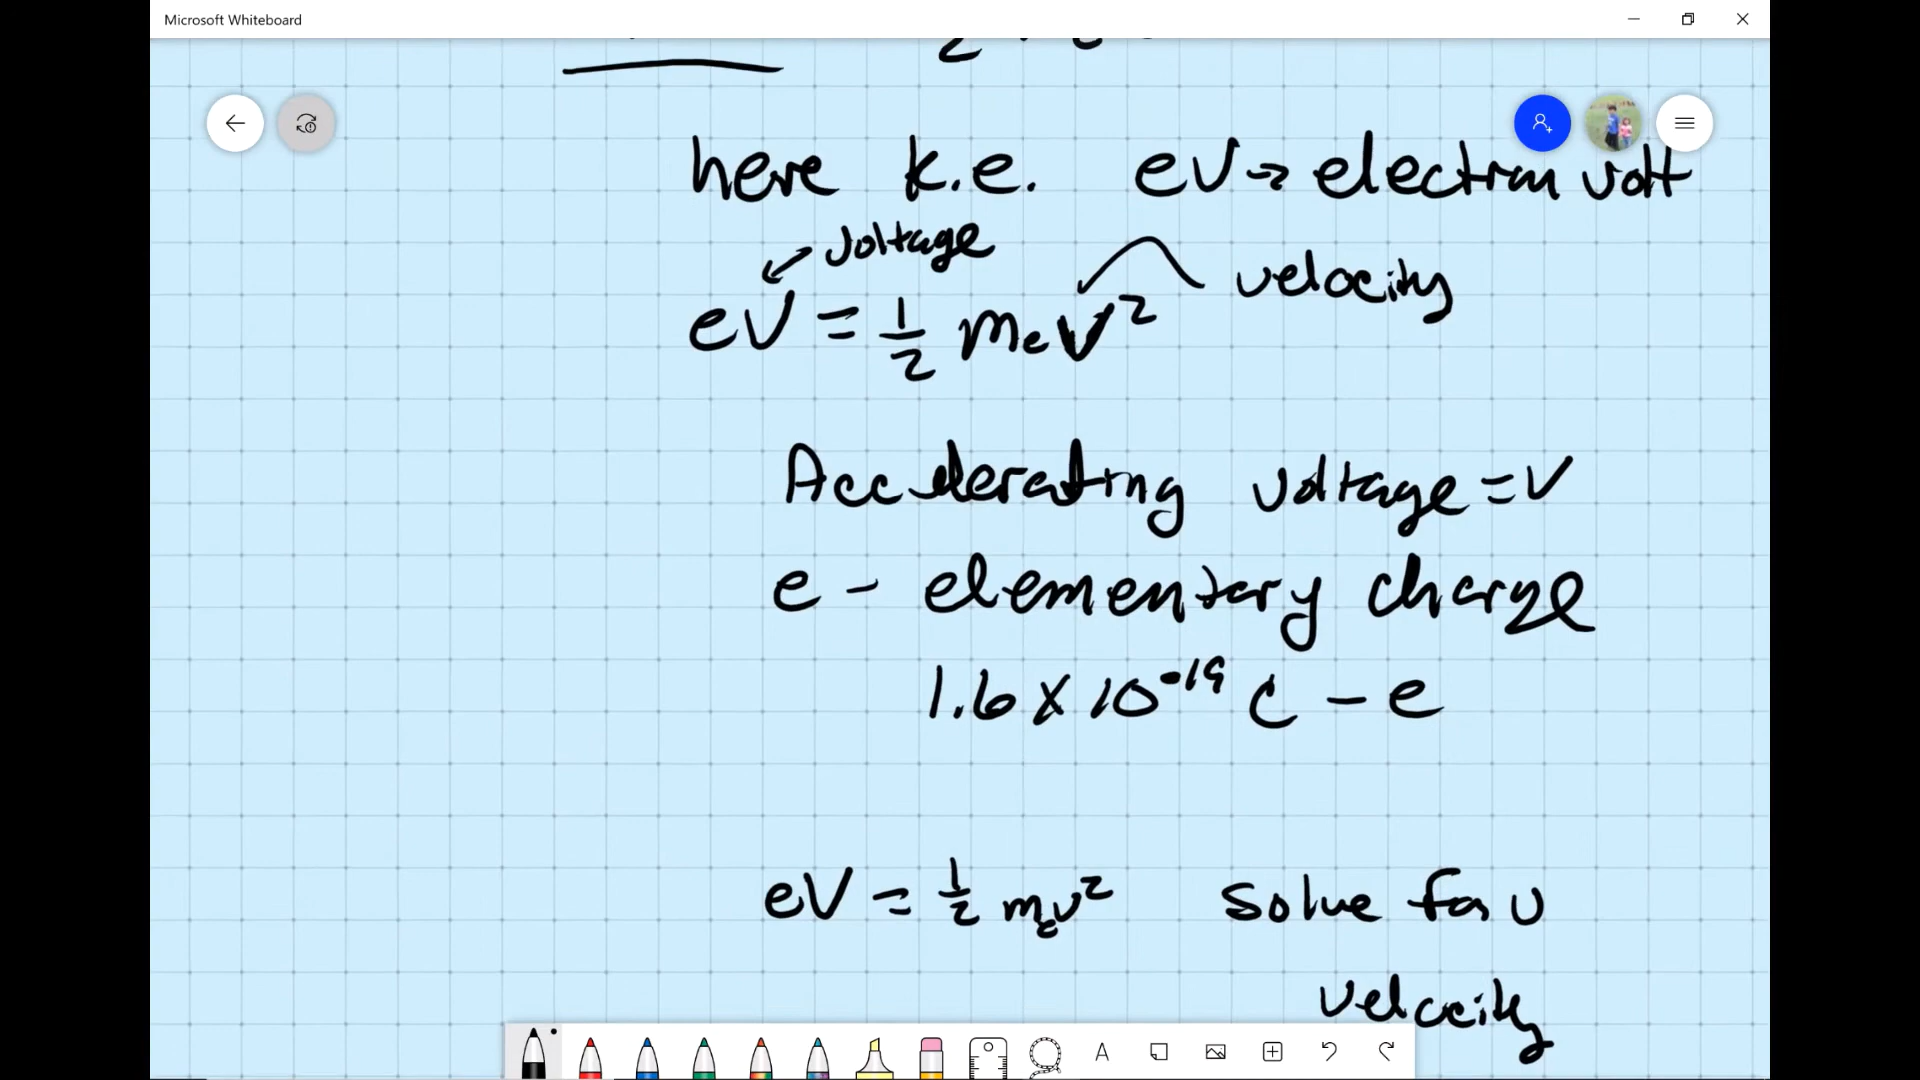 Microsoft Whiteboard
here k.e. eV → electron volt
voltage
velocity
eV = 1/2 meV²
Accelerating voltage = V
e - elementary charge
1.6 × 10⁻¹⁹ C - e
eV = 1/2 mev² solve for v
velocity
A